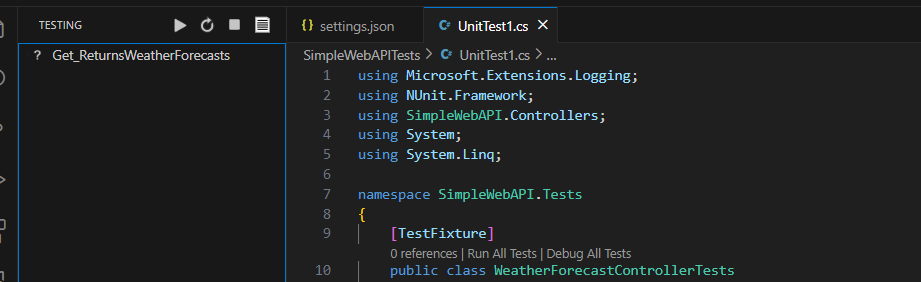 TESTING
? Get_ReturnsWeatherForecasts
{} settings.json
C# UnitTest1.cs
SimpleWebAPITests > C# UnitTest1.cs > ...
1 using Microsoft.Extensions.Logging;
2 using NUnit.Framework;
3 using SimpleWebAPI.Controllers;
4 using System;
5 using System.Linq;
6
7 namespace SimpleWebAPI.Tests
8 {
9 [TestFixture]
0 references | Run All Tests | Debug All Tests
10 public class WeatherForecastControllerTests